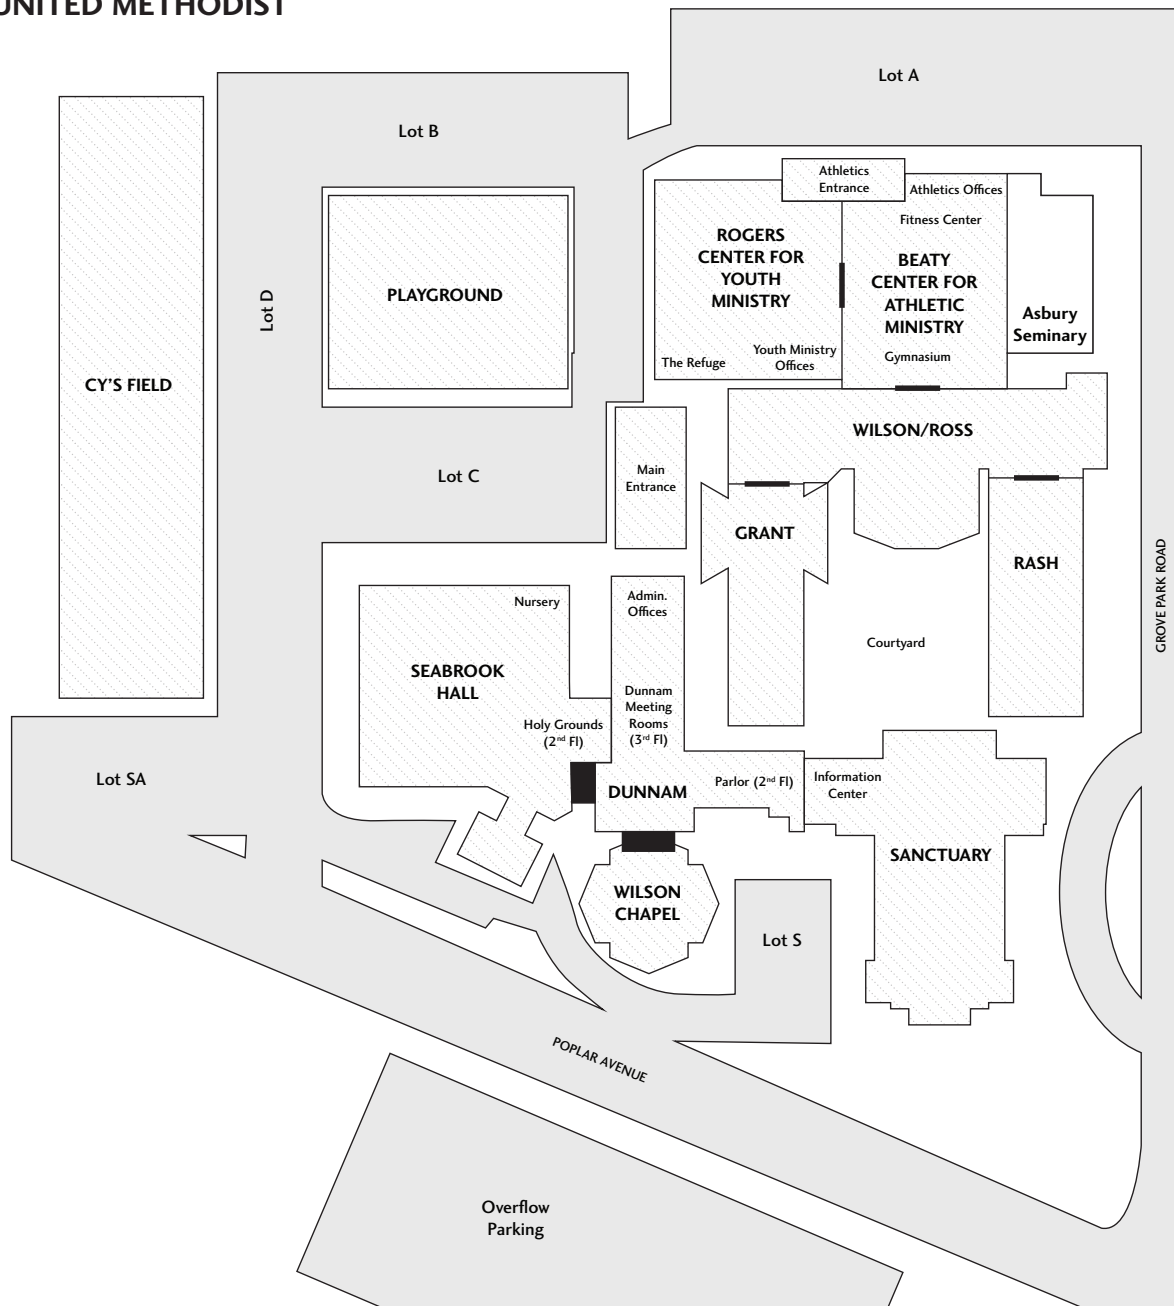 UNITED METHODIST
Lot A
Lot B
Athletics
Entrance
Athletics Offices
Fitness Center
ROGERS
CENTER FOR
YOUTH
MINISTRY
BEATY
CENTER FOR
ATHLETIC
MINISTRY
PLAYGROUND
Lot D
Asbury
Seminary
The Refuge
Youth Ministry
Offices
Gymnasium
CY'S FIELD
WILSON/ROSS
Lot C
Main
Entrance
GRANT
RASH
GROVE PARK ROAD
Nursery
Admin.
Offices
Courtyard
SEABROOK
HALL
Dunnam
Meeting
Rooms
(3rd Fl)
Holy Grounds
(2nd Fl)
Lot SA
DUNNAM
Parlor (2nd Fl)
Information
Center
SANCTUARY
WILSON
CHAPEL
Lot S
POPLAR AVENUE
Overflow
Parking